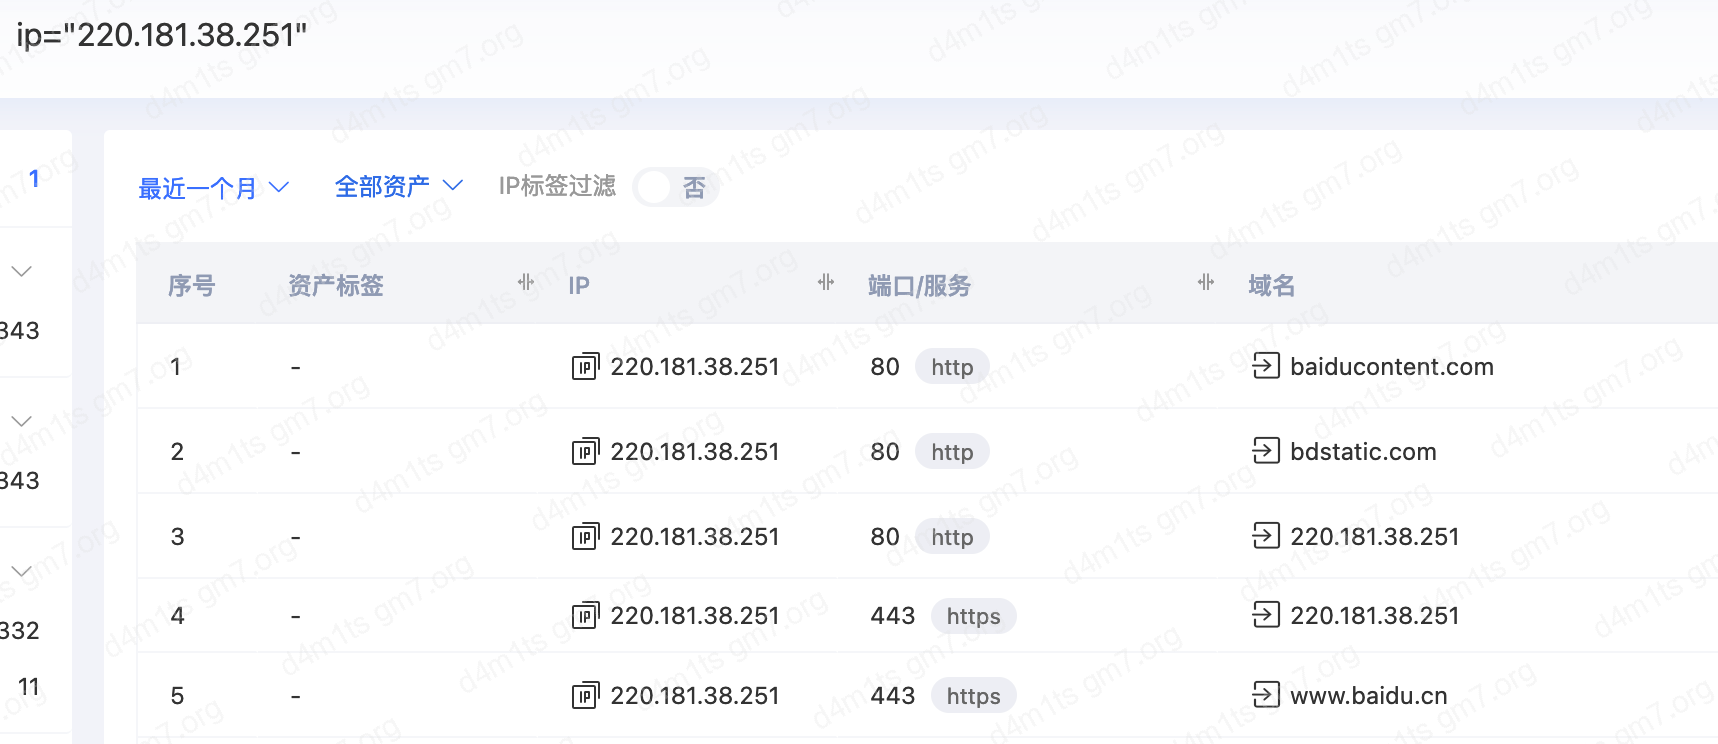 ip="220.181.38.251"
1
最近一个月 全部资产 IP标签过滤 否
序号 资产标签 IP 端口/服务 域名
343
1 - 220.181.38.251 80 http baiducontent.com
2 - 220.181.38.251 80 http bdstatic.com
343
3 - 220.181.38.251 80 http 220.181.38.251
4 - 220.181.38.251 443 https 220.181.38.251
332
11
5 - 220.181.38.251 443 https www.baidu.cn
d4m1ts gm7.org